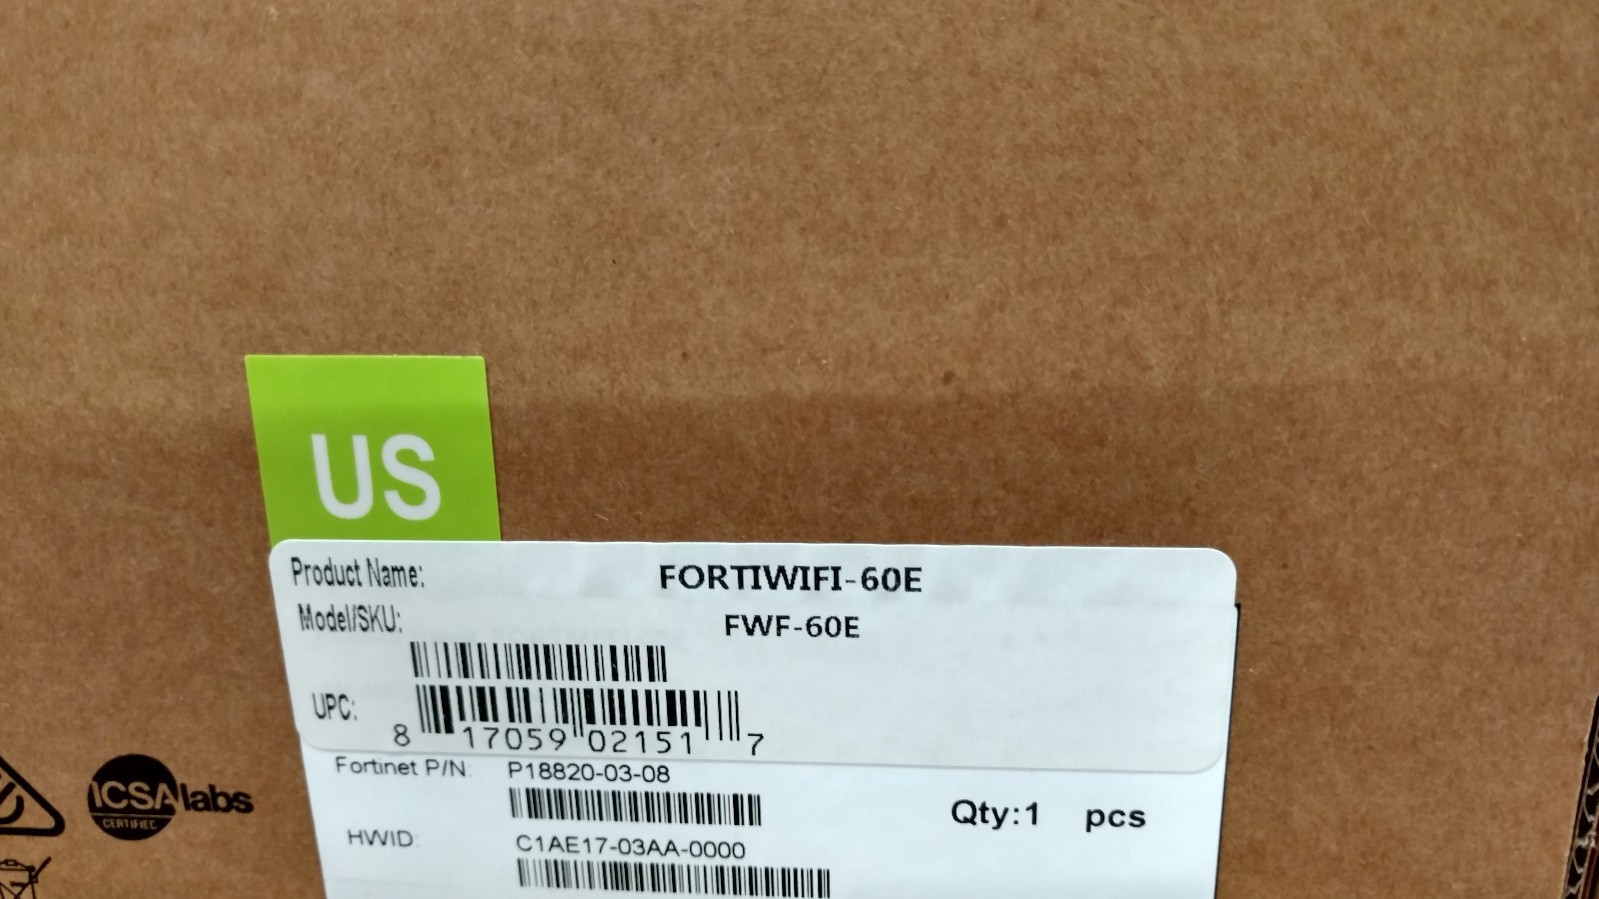 US
Product Name: FORTIWIFI-60E
Model/SKU: FWF-60E
UPC:
8 17059 02151 7
Fortinet P/N: P18820-03-08
Qty:1 pcs
HWID: C1AE17-03AA-0000
ICSA labs
CERTIFIED